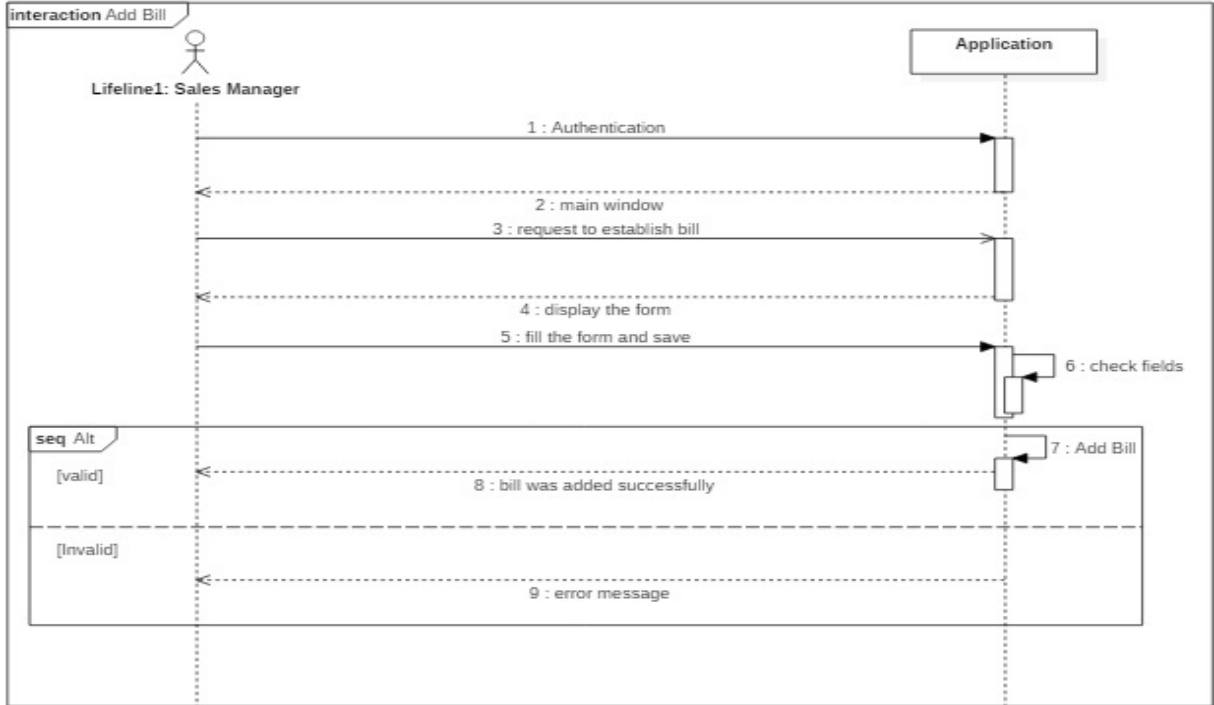 interaction Add Bill
Application
Lifeline1: Sales Manager
1 : Authentication
2 : main window
3 : request to establish bill
4 : display the form
5 : fill the form and save
6 : check fields
seq Alt
7 : Add Bill
[valid]
8 : bill was added successfully
[Invalid]
9 : error message